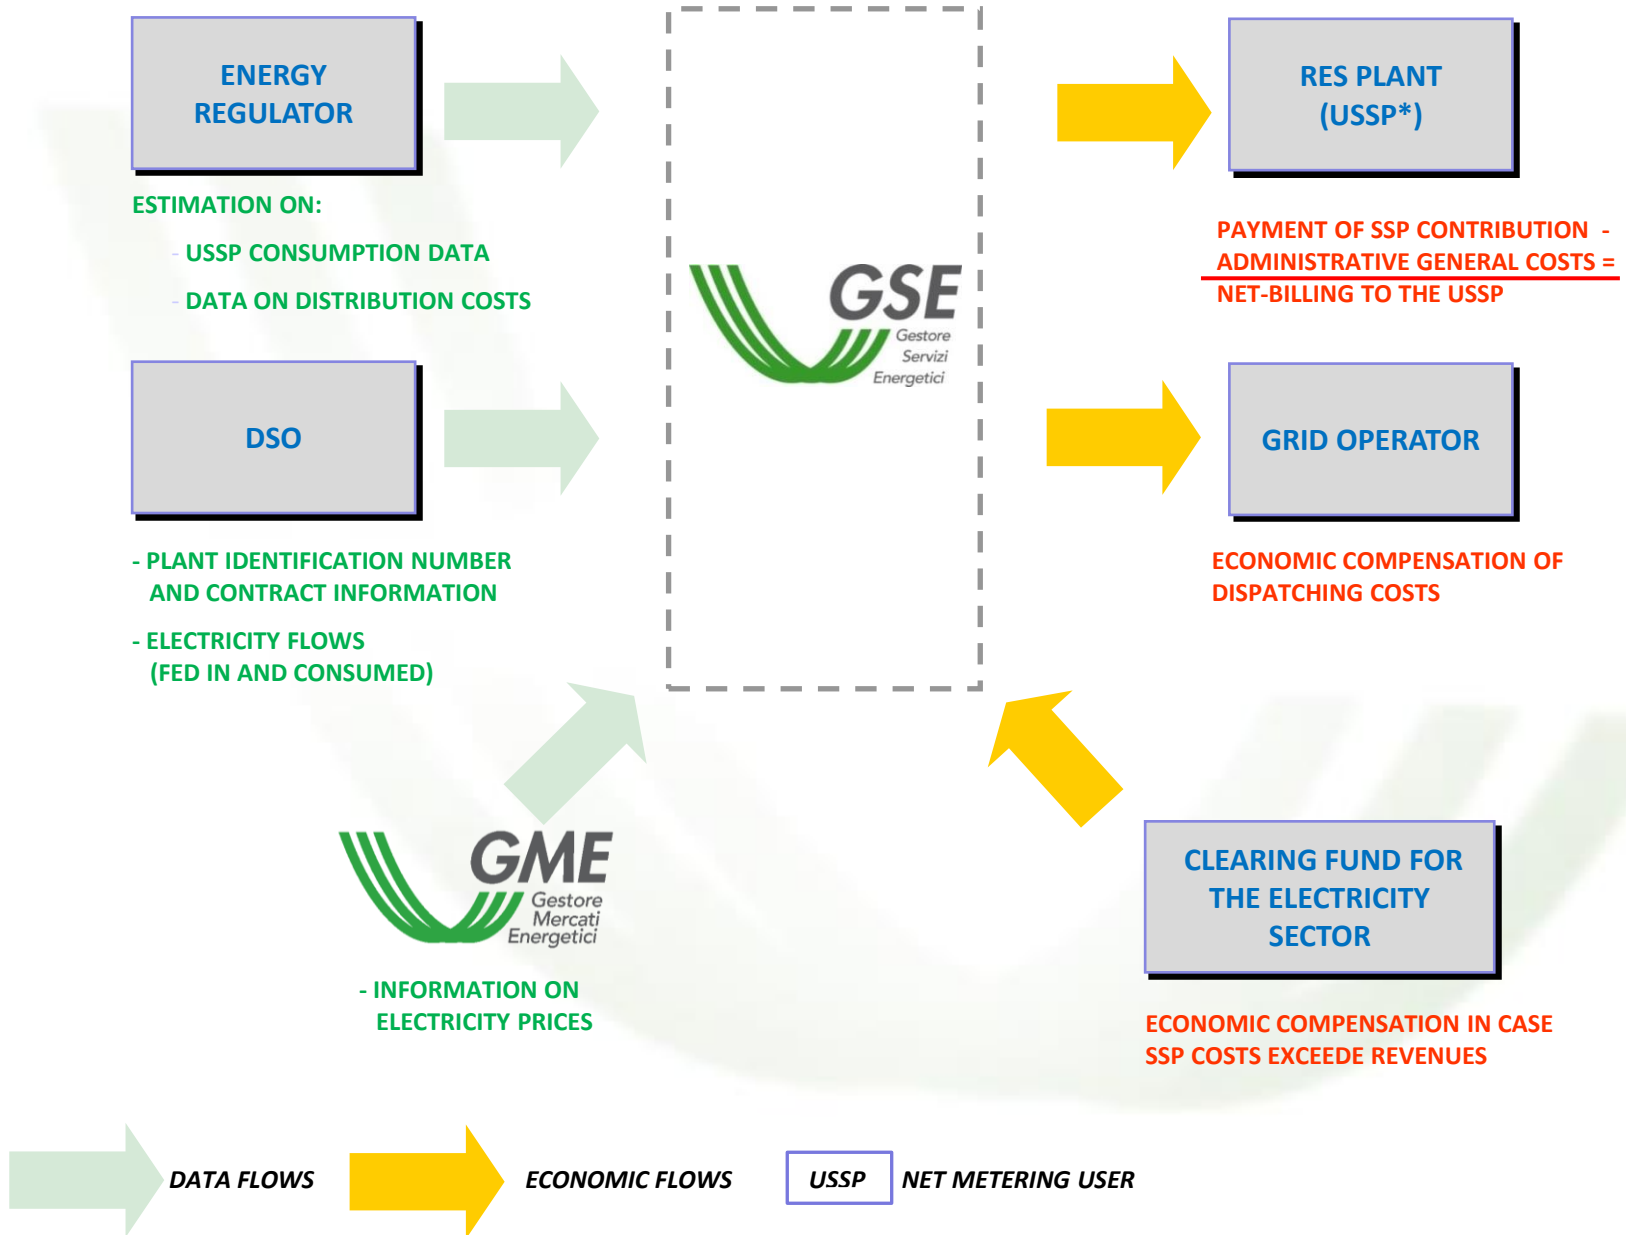 ENERGY
REGULATOR
ESTIMATION ON:
- USSP CONSUMPTION DATA
- DATA ON DISTRIBUTION COSTS
DSO
- PLANT IDENTIFICATION NUMBER
AND CONTRACT INFORMATION
- ELECTRICITY FLOWS
(FED IN AND CONSUMED)
GSE
Gestore
Servizi
Energetici
GME
Gestore
Mercati
Energetici
- INFORMATION ON
ELECTRICITY PRICES
RES PLANT
(USSP*)
PAYMENT OF SSP CONTRIBUTION -
ADMINISTRATIVE GENERAL COSTS =
NET-BILLING TO THE USSP
GRID OPERATOR
ECONOMIC COMPENSATION OF
DISPATCHING COSTS
CLEARING FUND FOR
THE ELECTRICITY
SECTOR
ECONOMIC COMPENSATION IN CASE
SSP COSTS EXCEEDE REVENUES
DATA FLOWS
ECONOMIC FLOWS
USSP
NET METERING USER